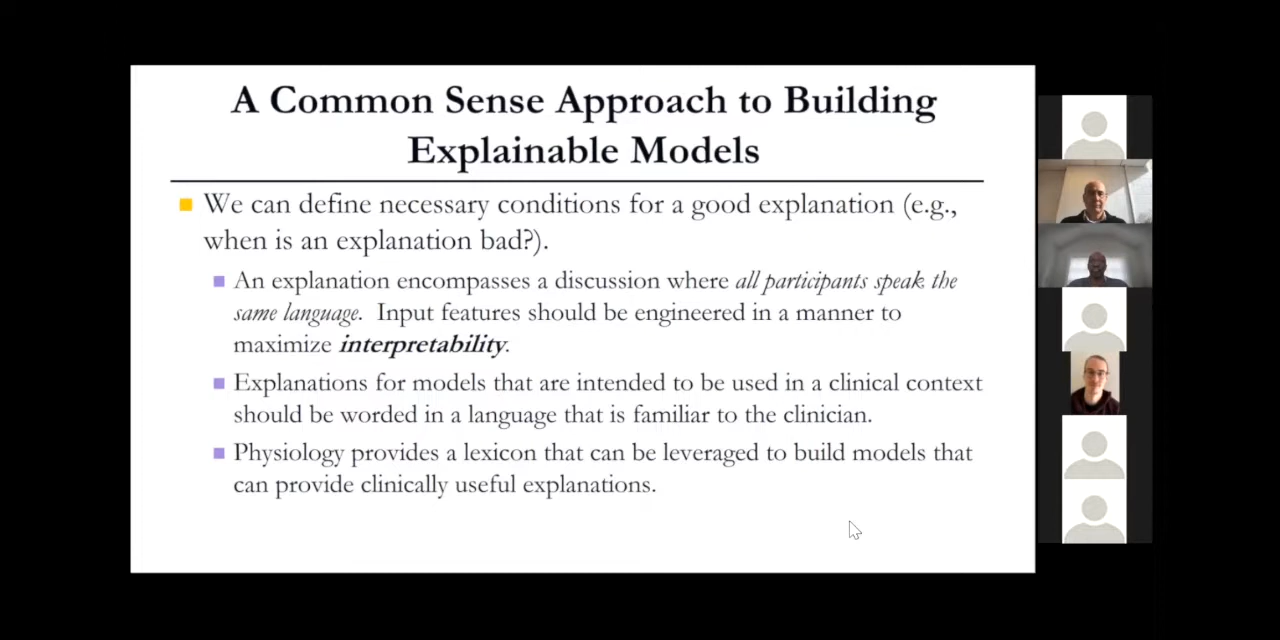 A Common Sense Approach to Building
Explainable Models
We can define necessary conditions for a good explanation (e.g.,
when is an explanation bad?).
An explanation encompasses a discussion where all participants speak the
same language. Input features should be engineered in a manner to
maximize interpretability.
Explanations for models that are intended to be used in a clinical context
should be worded in a language that is familiar to the clinician.
Physiology provides a lexicon that can be leveraged to build models that
can provide clinically useful explanations.